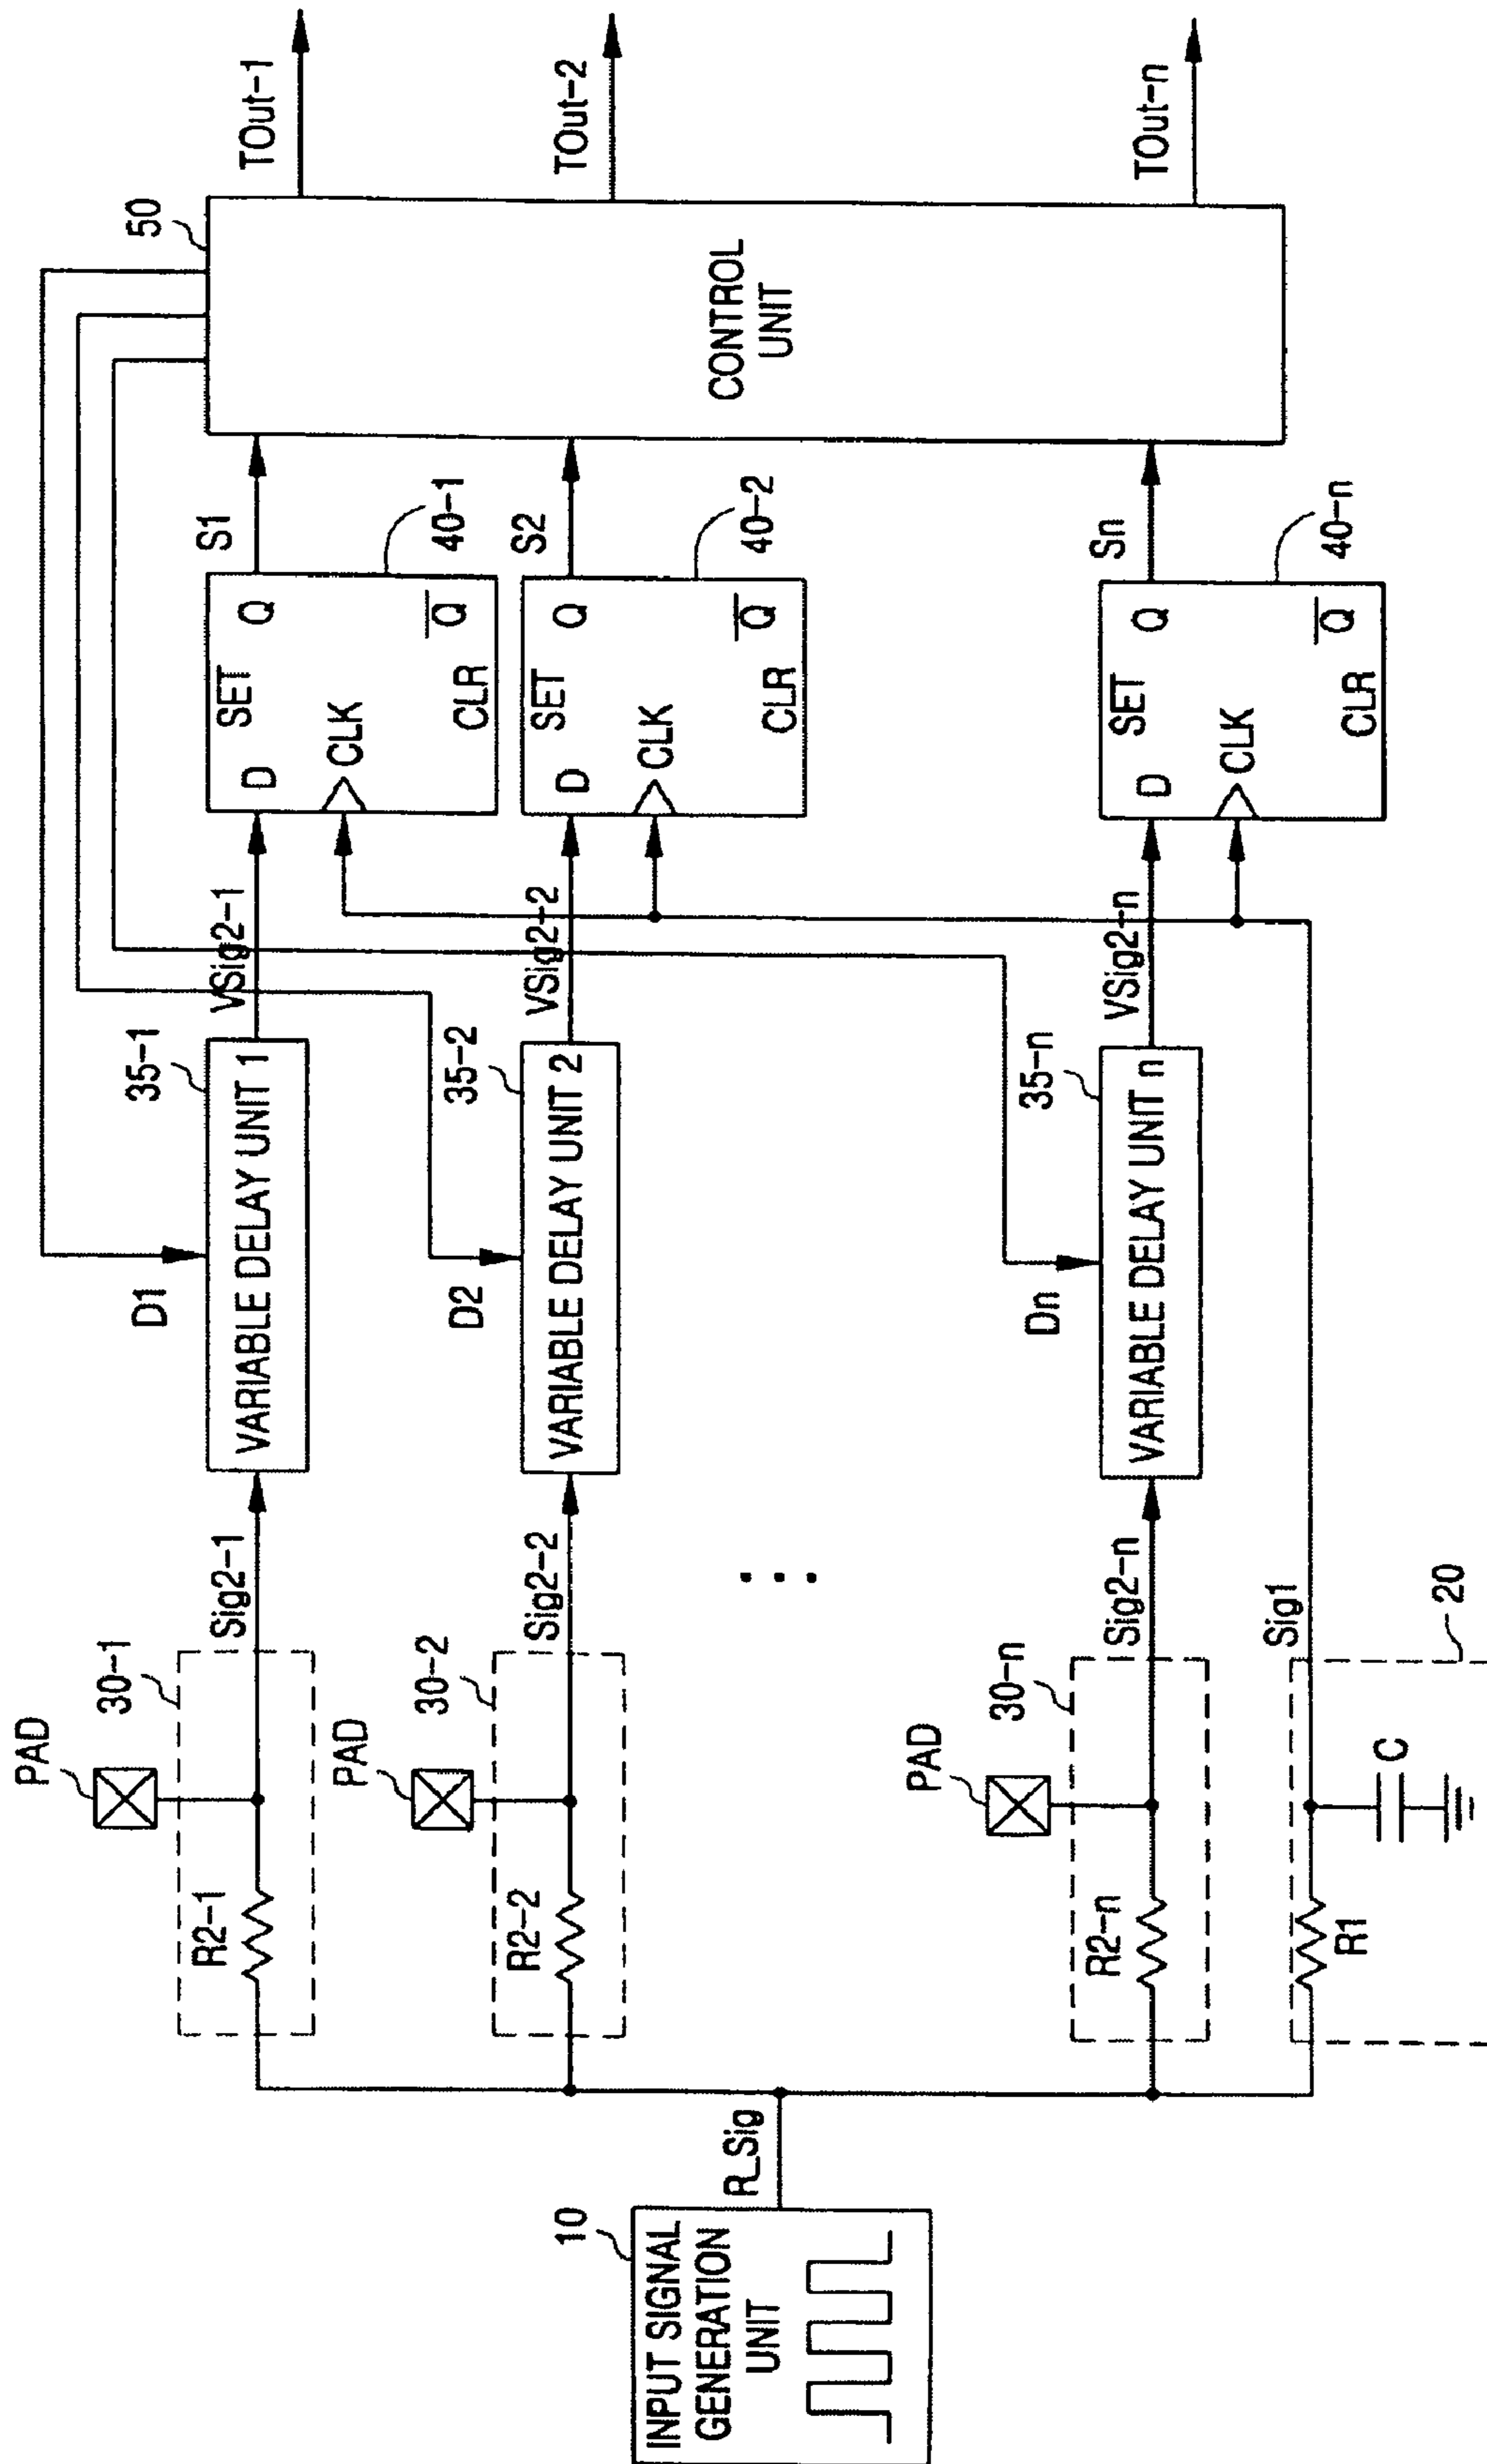 INPUT SIGNAL
GENERATION
UNIT
10
R_Sig
PAD
30-1
R2-1
Sig2-1
D1
35-1
VARIABLE DELAY UNIT 1
VSig2-1
D
SET
Q
CLK
CLR
Q
S1
40-1
PAD
30-2
R2-2
Sig2-2
D2
35-2
VARIABLE DELAY UNIT 2
VSig2-2
D
SET
Q
CLK
CLR
Q
S2
40-2
PAD
30-n
R2-n
Sig2-n
Dn
35-n
VARIABLE DELAY UNIT n
VSig2-n
D
SET
Q
CLK
CLR
Q
Sn
40-n
R1
C
Sig1
20
50
CONTROL
UNIT
TOut-1
TOut-2
TOut-n